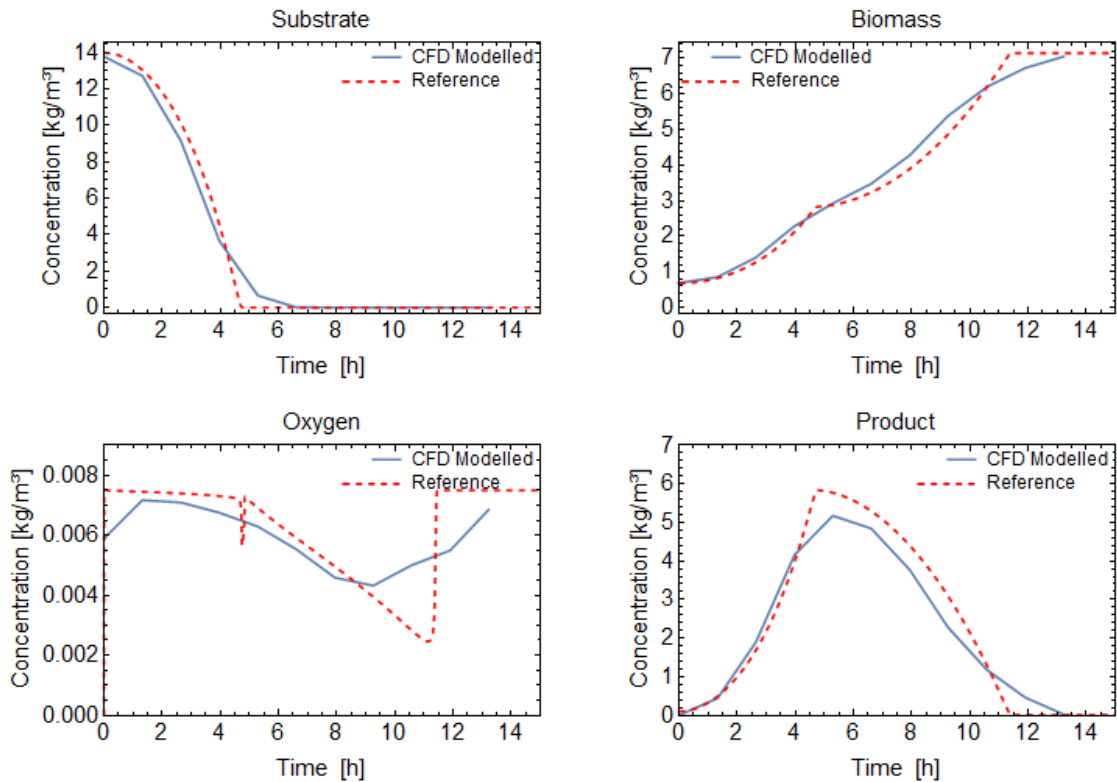 Substrate
CFD Modelled
Reference
Concentration [kg/m³]
14
12
10
8
6
4
2
0
0 2 4 6 8 10 12 14
Time [h]
Biomass
CFD Modelled
Reference
Concentration [kg/m³]
7
6
5
4
3
2
1
0
0 2 4 6 8 10 12 14
Time [h]
Oxygen
CFD Modelled
Reference
Concentration [kg/m³]
0.008
0.006
0.004
0.002
0.000
0 2 4 6 8 10 12 14
Time [h]
Product
CFD Modelled
Reference
Concentration [kg/m³]
7
6
5
4
3
2
1
0
0 2 4 6 8 10 12 14
Time [h]